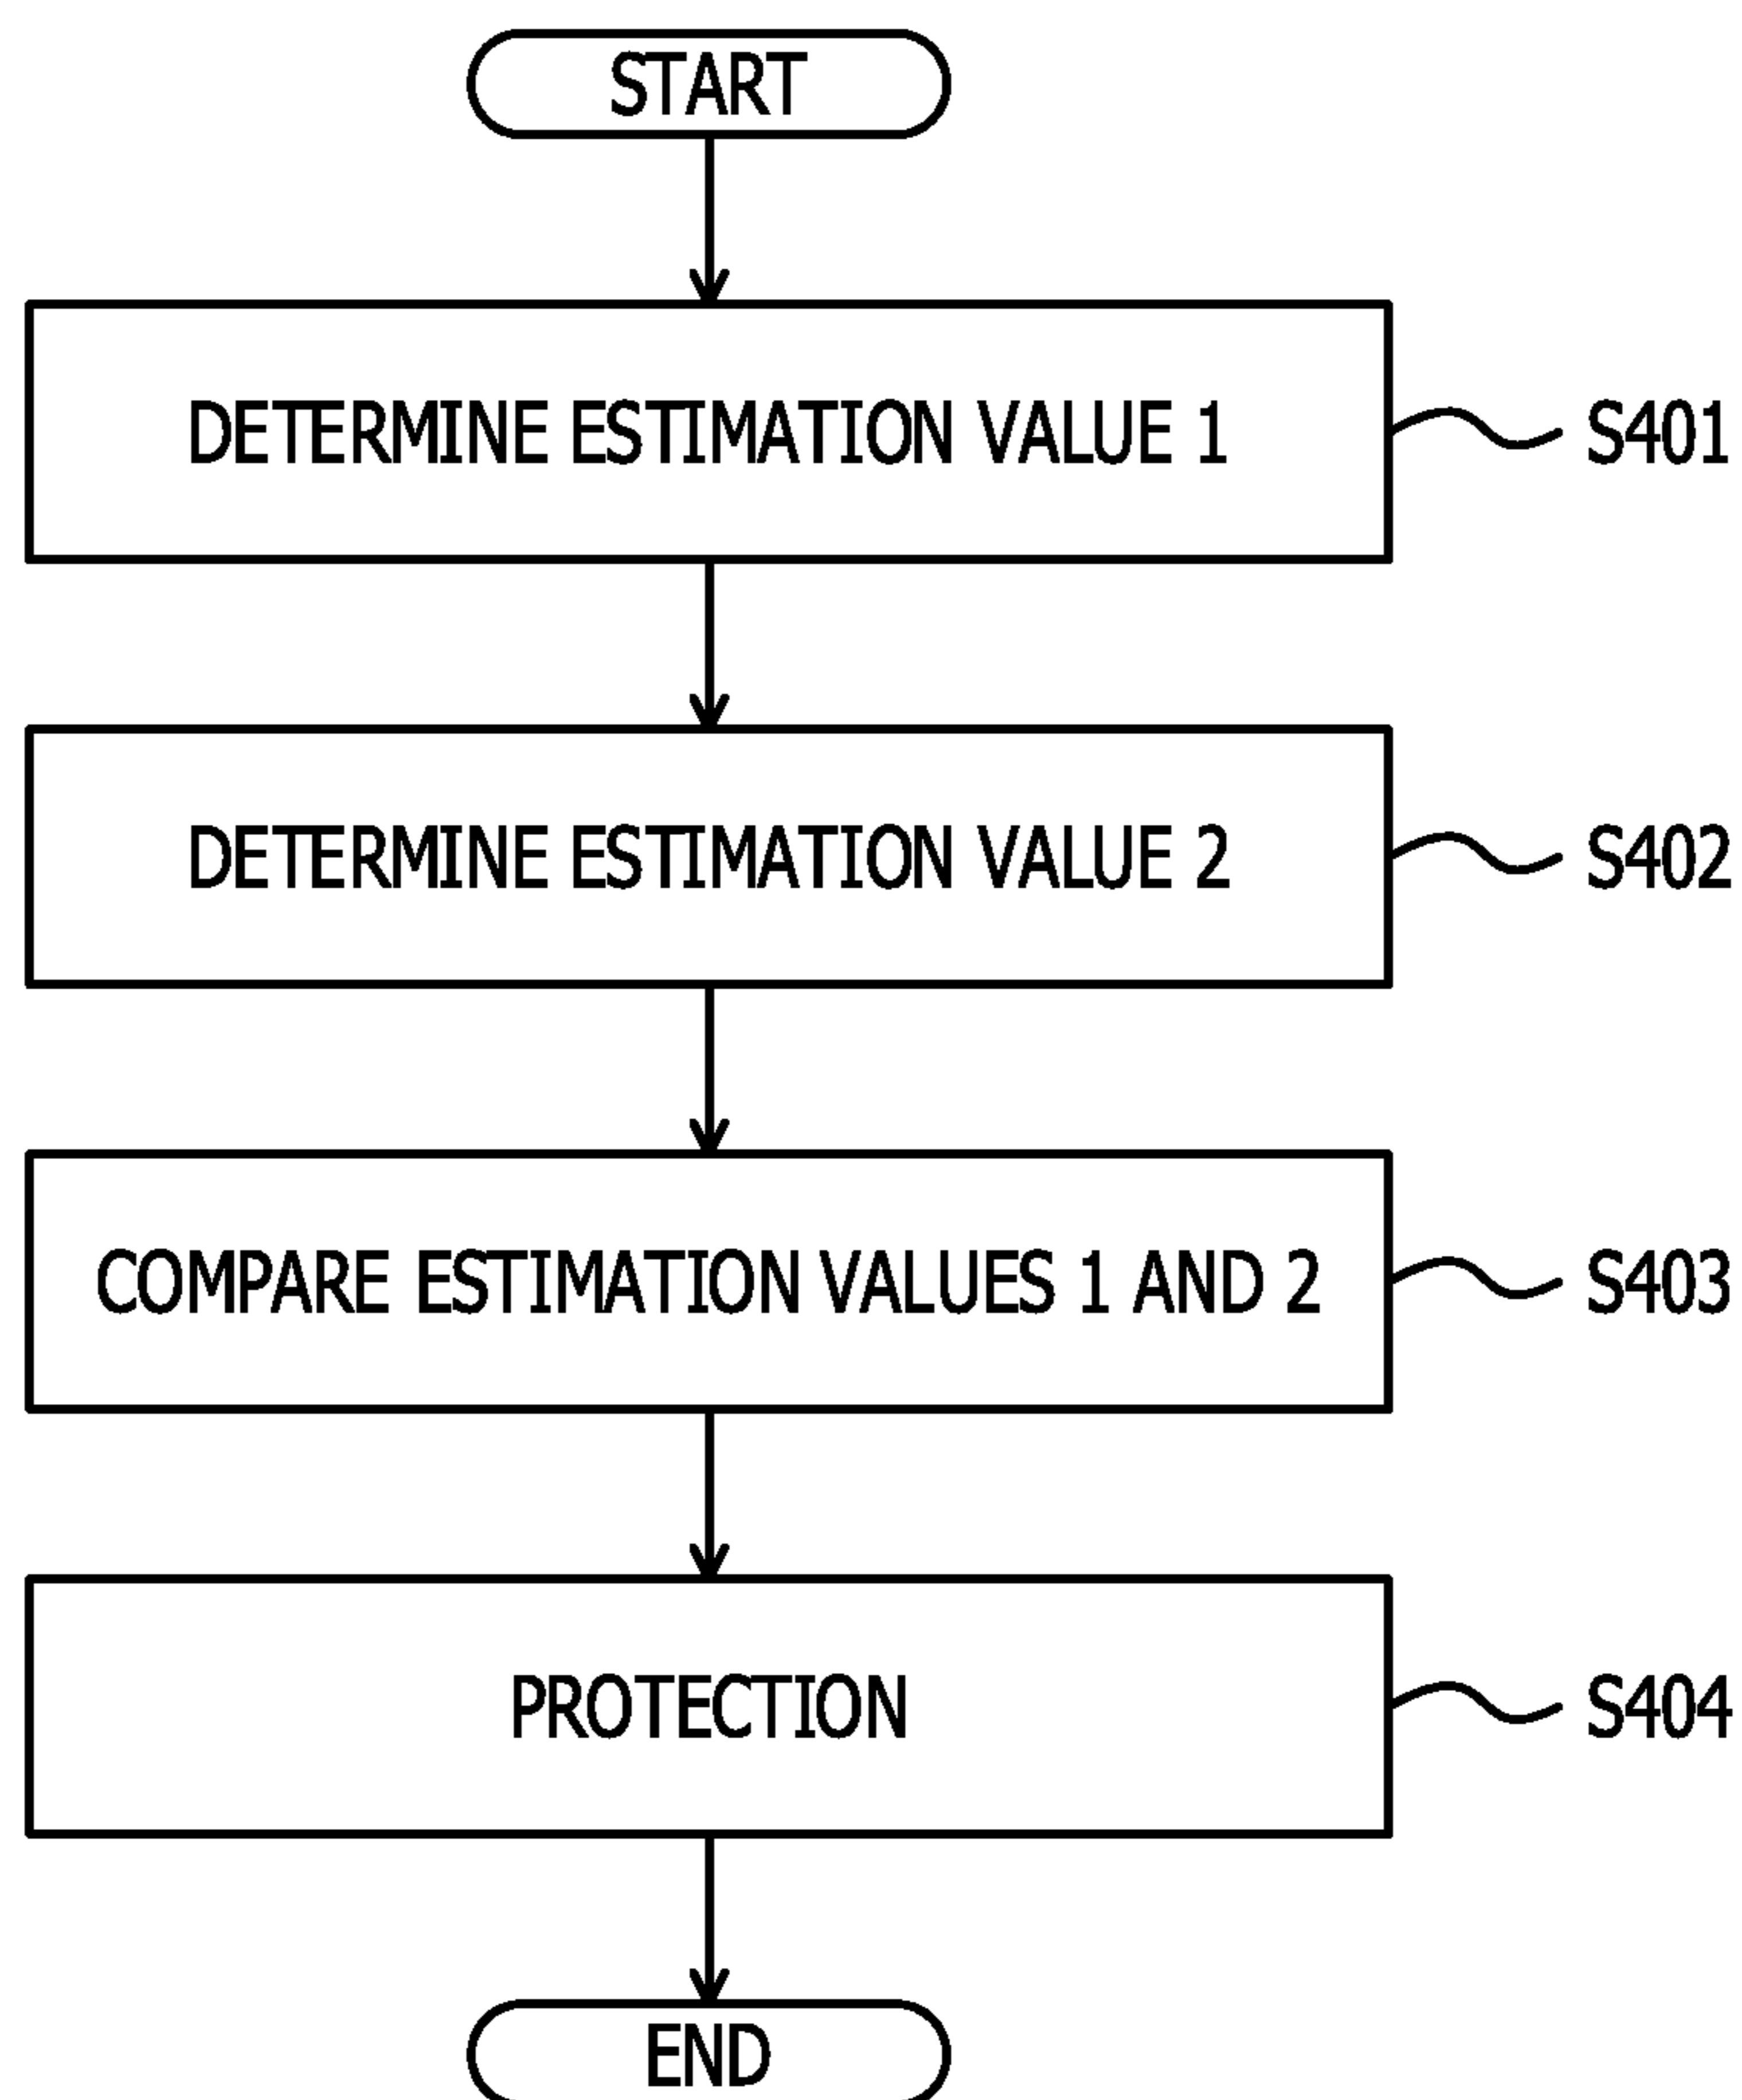 START
DETERMINE ESTIMATION VALUE 1
S401
DETERMINE ESTIMATION VALUE 2
S402
COMPARE ESTIMATION VALUES 1 AND 2
S403
PROTECTION
S404
END